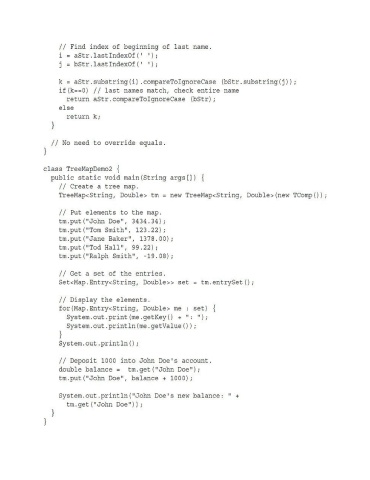 // Find index of beginning of last name.
i = aStr.lastIndexOf(' ');
j = bStr.lastIndexOf(' ');
k = aStr.substring(i).compareToIgnoreCase (bStr.substring(j));
if(k==0) // last names match, check entire name
return aStr.compareToIgnoreCase (bStr);
else
return k;
}
// No need to override equals.
}
class TreeMapDemo2 {
public static void main(String args[]) {
// Create a tree map.
TreeMap<String, Double> tm = new TreeMap<String, Double>(new TComp());
// Put elements to the map.
tm.put("John Doe", 3434.34);
tm.put("Tom Smith", 123.22);
tm.put("Jane Baker", 1378.00);
tm.put("Tod Hall", 99.22);
tm.put("Ralph Smith", -19.08);
// Get a set of the entries.
Set<Map.Entry<String, Double>> set = tm.entrySet();
// Display the elements.
for(Map.Entry<String, Double> me : set) {
System.out.print(me.getKey() + ": ");
System.out.println(me.getValue());
}
System.out.println();
// Deposit 1000 into John Doe's account.
double balance = tm.get("John Doe");
tm.put("John Doe", balance + 1000);
System.out.println("John Doe's new balance: " +
tm.get("John Doe"));
}
}